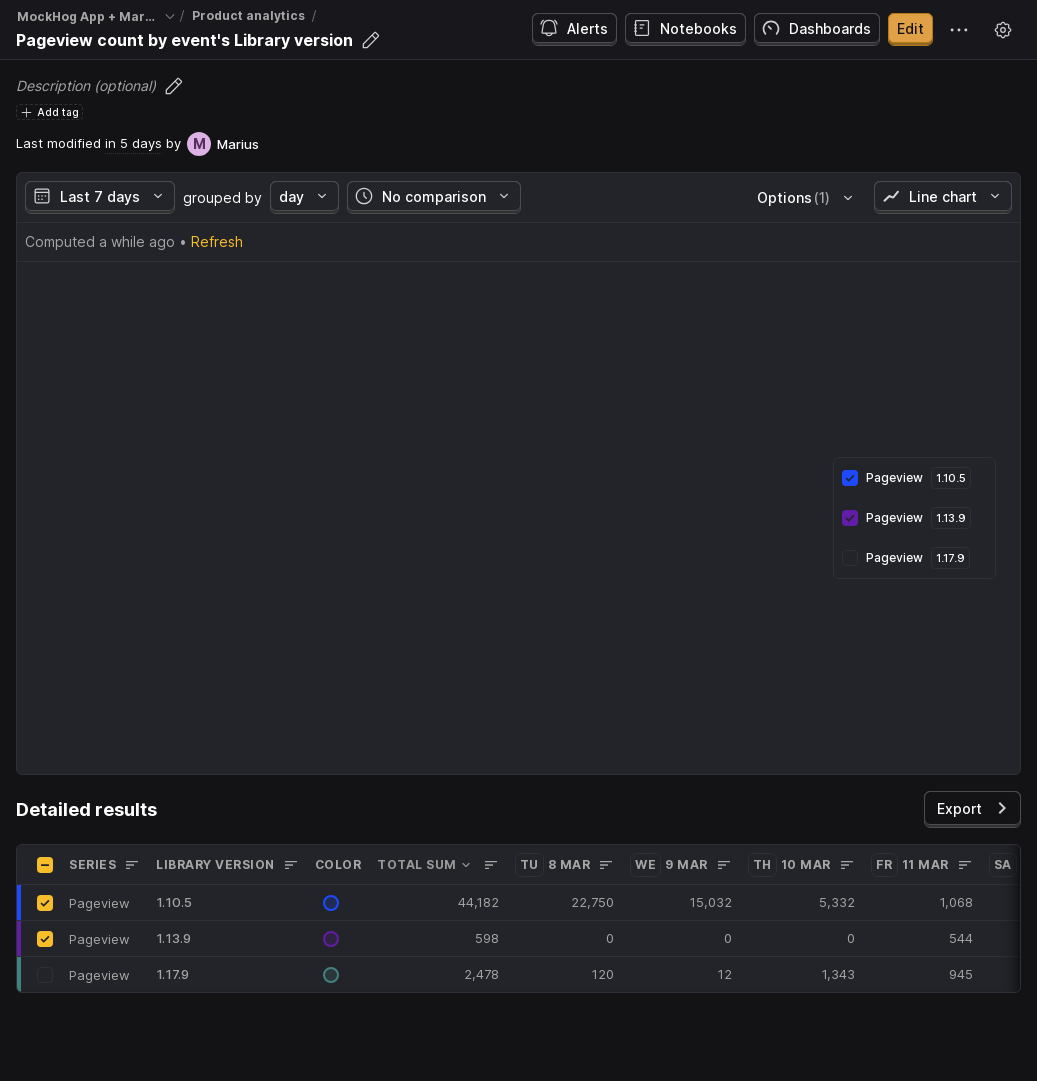 MockHog App + Mar... / Product analytics /
Pageview count by event's Library version
Alerts Notebooks Dashboards Edit
Description (optional)
Add tag
Last modified in 5 days by M Marius
Last 7 days grouped by day No comparison Options (1) Line chart
Computed a while ago • Refresh
Pageview 1.10.5
Pageview 1.13.9
Pageview 1.17.9
Detailed results
Export
SERIES LIBRARY VERSION COLOR TOTAL SUM TU 8 MAR WE 9 MAR TH 10 MAR FR 11 MAR SA
Pageview 1.10.5 44,182 22,750 15,032 5,332 1,068
Pageview 1.13.9 598 0 0 0 544
Pageview 1.17.9 2,478 120 12 1,343 945